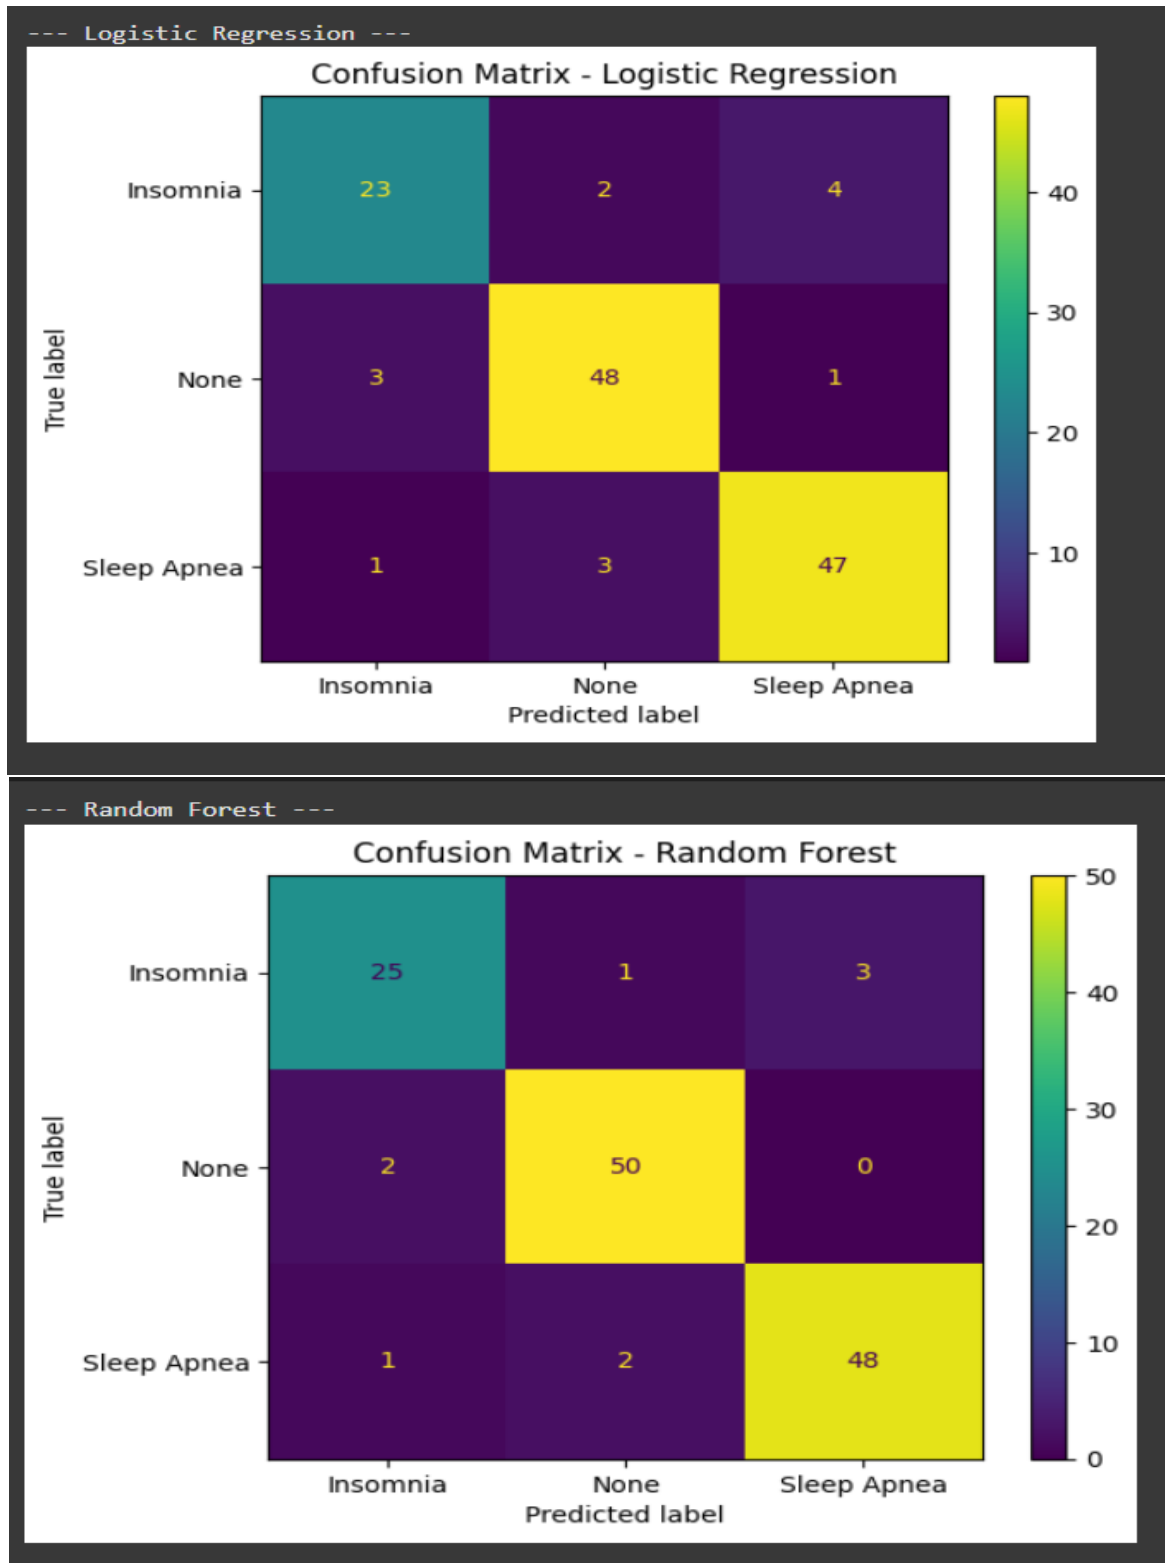 --- Logistic Regression ---
Confusion Matrix - Logistic Regression
Insomnia 23 2 4
None 3 48 1
Sleep Apnea 1 3 47
True label
40
30
20
10
Insomnia None Sleep Apnea
Predicted label
--- Random Forest ---
Confusion Matrix - Random Forest
Insomnia 25 1 3
None 2 50 0
Sleep Apnea 1 2 48
True label
50
40
30
20
10
0
Insomnia None Sleep Apnea
Predicted label